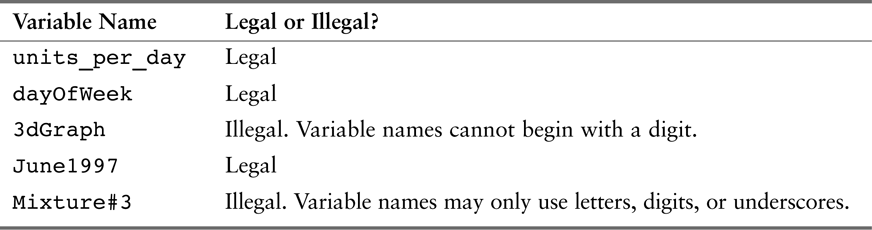 Variable Name Legal or Illegal?
units_per_day Legal
dayOfWeek Legal
3dGraph Illegal. Variable names cannot begin with a digit.
June1997 Legal
Mixture#3 Illegal. Variable names may only use letters, digits, or underscores.